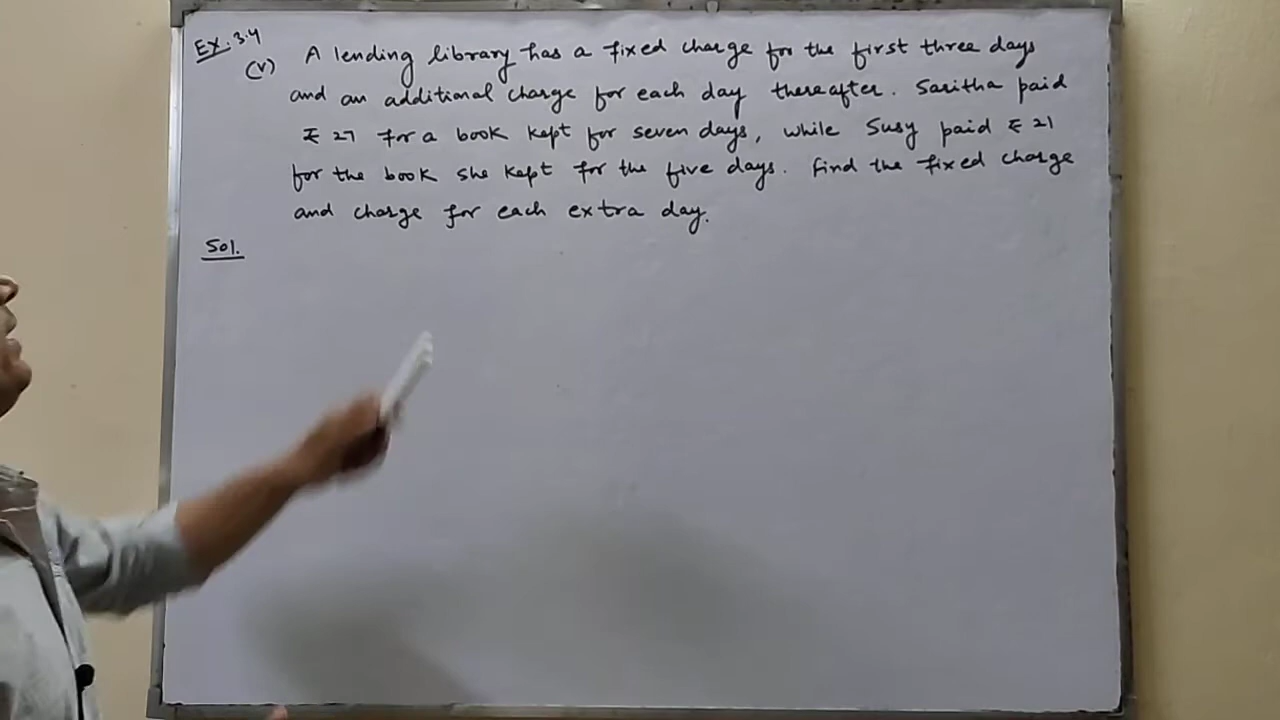 Ex. 3.4
(v) A lending library has a fixed charge for the first three days
and an additional charge for each day thereafter. Saritha paid
₹ 27 for a book kept for seven days, while Susy paid ₹ 21
for the book she kept for the five days. Find the fixed charge
and charge for each extra day.
Sol.